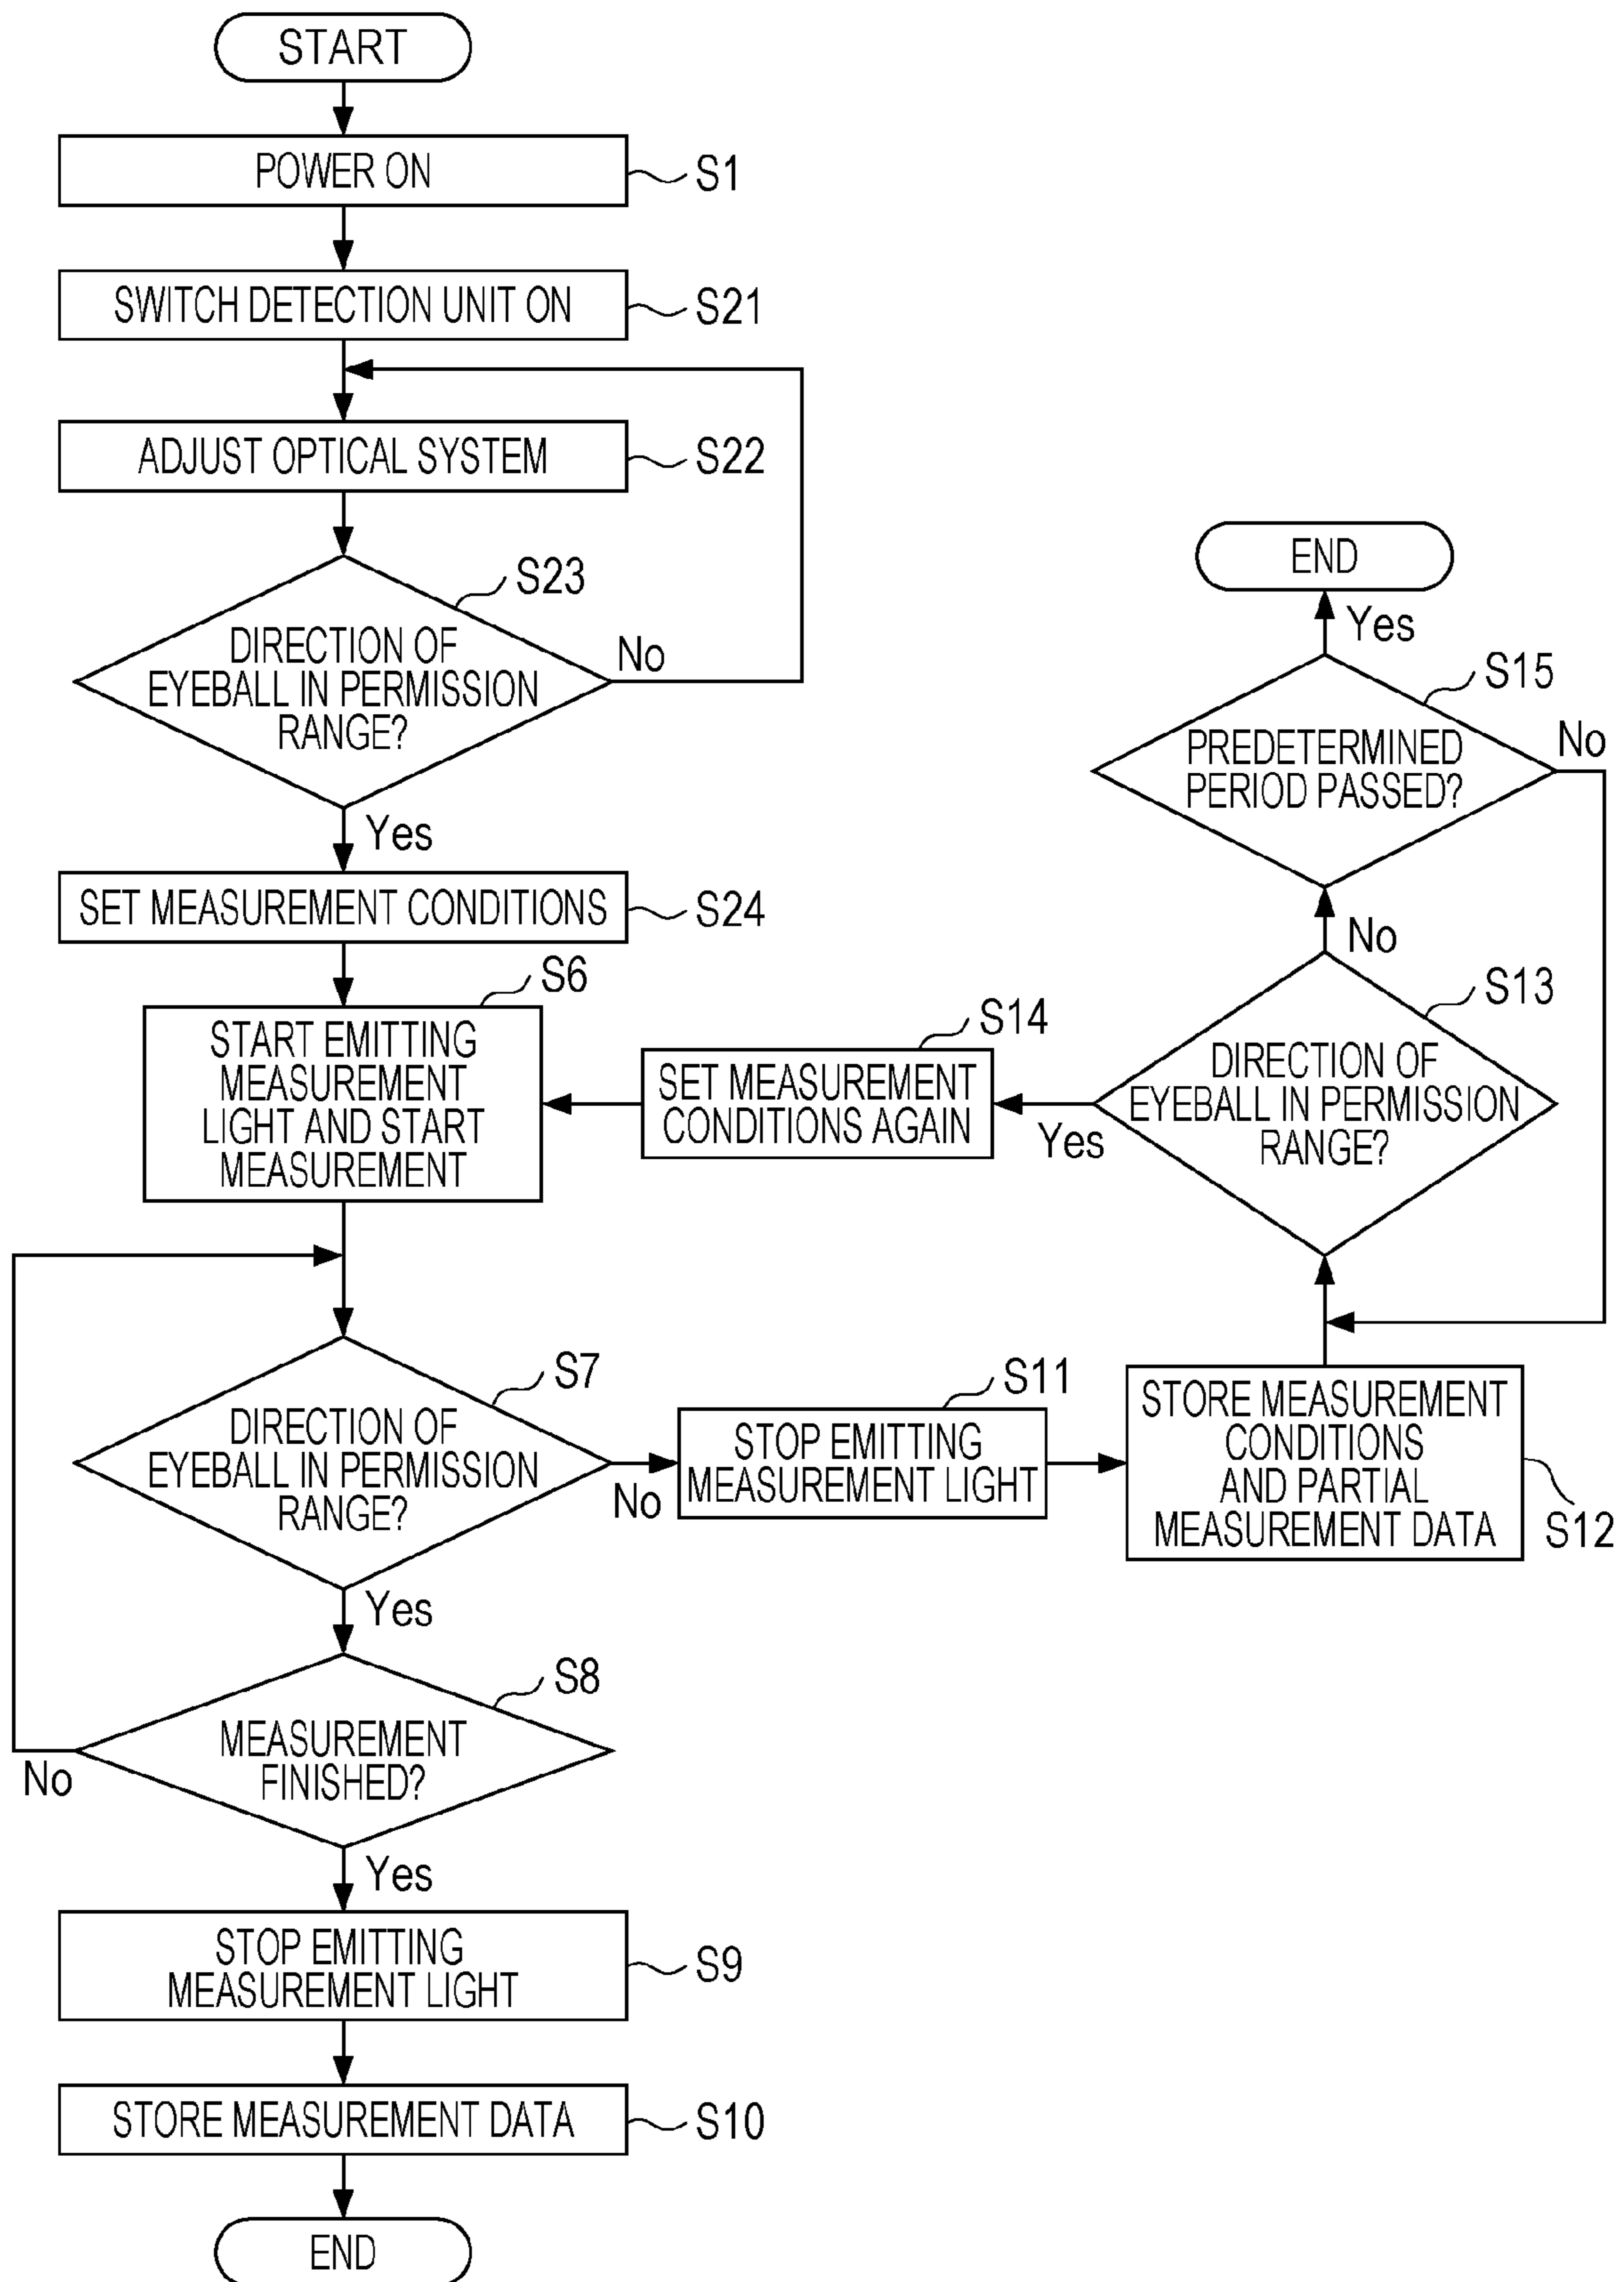 START
POWER ON
S1
SWITCH DETECTION UNIT ON
S21
ADJUST OPTICAL SYSTEM
S22
S23
DIRECTION OF
EYEBALL IN PERMISSION
RANGE?
No
Yes
SET MEASUREMENT CONDITIONS
S24
S6
START EMITTING
MEASUREMENT
LIGHT AND START
MEASUREMENT
S7
DIRECTION OF
EYEBALL IN PERMISSION
RANGE?
No
Yes
S8
MEASUREMENT
FINISHED?
No
Yes
STOP EMITTING
MEASUREMENT LIGHT
S9
STORE MEASUREMENT DATA
S10
END
S11
STOP EMITTING
MEASUREMENT LIGHT
STORE MEASUREMENT
CONDITIONS
AND PARTIAL
MEASUREMENT DATA
S12
S13
DIRECTION OF
EYEBALL IN PERMISSION
RANGE?
Yes
No
S14
SET MEASUREMENT
CONDITIONS AGAIN
S15
PREDETERMINED
PERIOD PASSED?
No
Yes
END